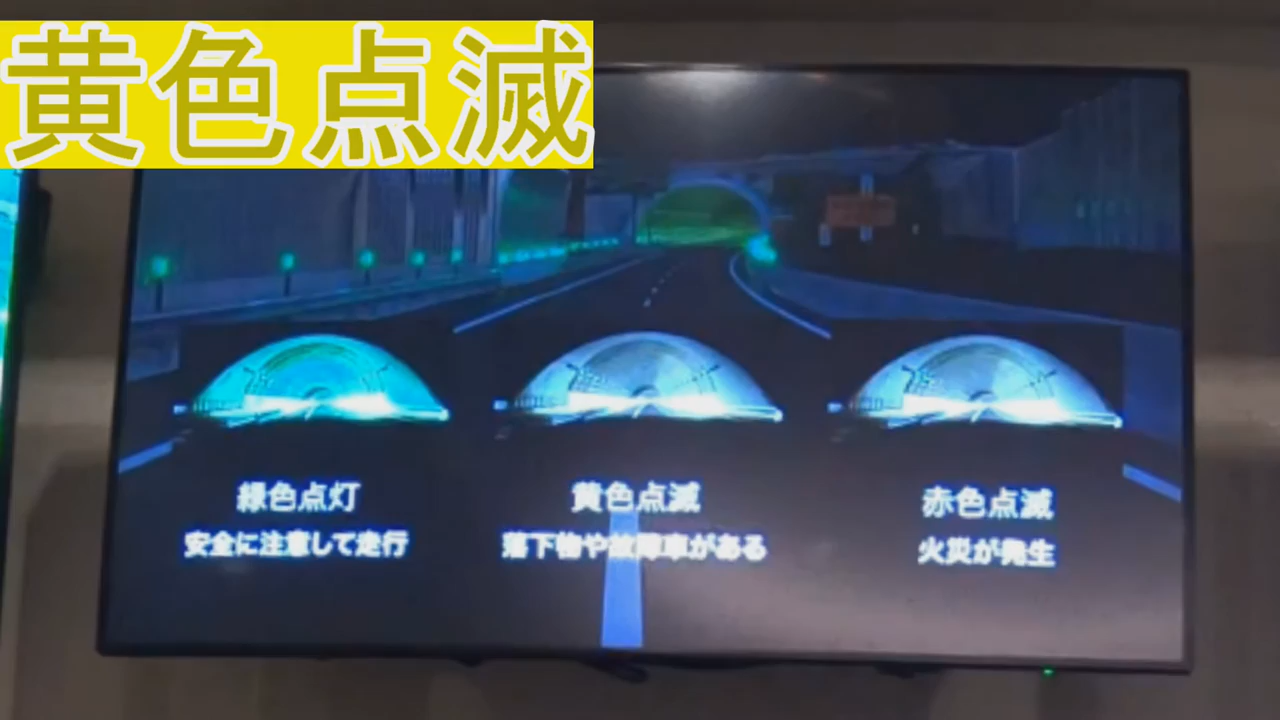 黄色点滅
緑色点灯
安全に注意して走行
黄色点滅
落下物や故障車がある
赤色点滅
火災が発生